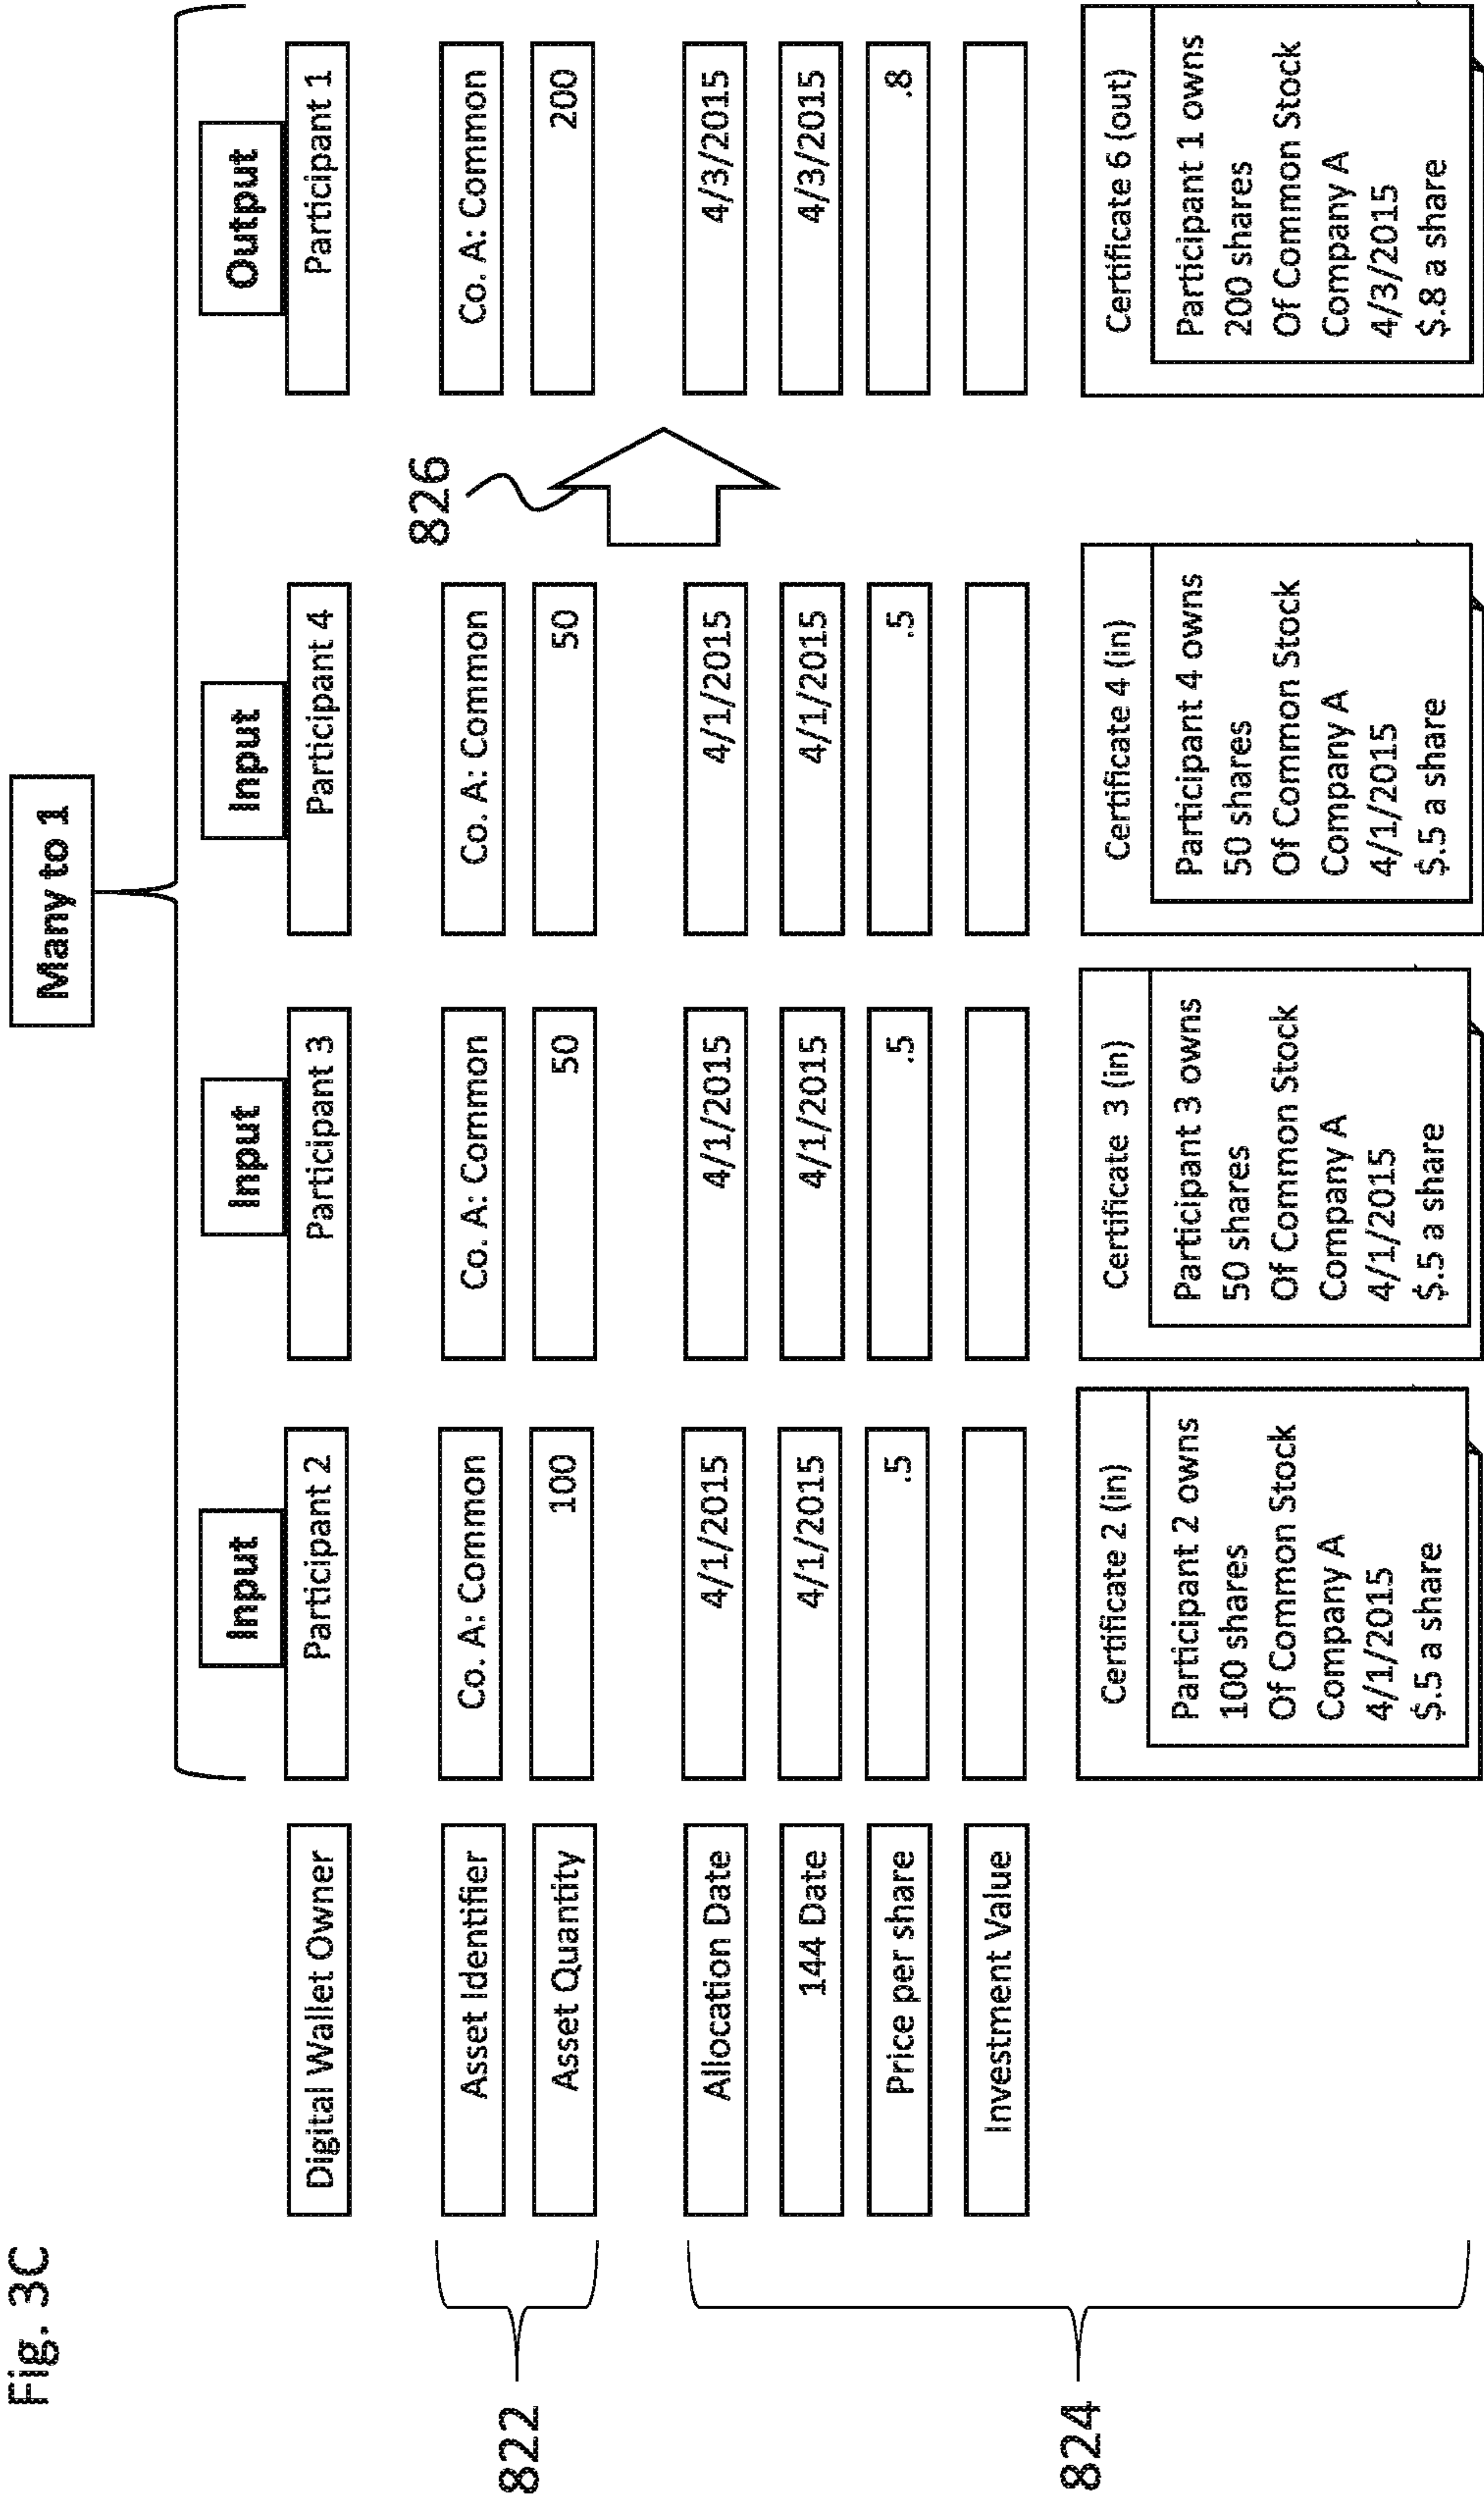 Fig. 3C
Many to 1
Input
Input
Input
Output
Digital Wallet Owner
Participant 2
Participant 3
Participant 4
Participant 1
826
822
Asset Identifier
Co. A: Common
Co. A: Common
Co. A: Common
Co. A: Common
Asset Quantity
100
50
50
200
824
Allocation Date
4/1/2015
4/1/2015
4/1/2015
4/3/2015
144 Date
4/1/2015
4/1/2015
4/1/2015
4/3/2015
Price per share
.5
.5
.5
.8
Investment Value
Certificate 2 (in)
Participant 2 owns
100 shares
Of Common Stock
Company A
4/1/2015
$.5 a share
Certificate 3 (in)
Participant 3 owns
50 shares
Of Common Stock
Company A
4/1/2015
$.5 a share
Certificate 4 (in)
Participant 4 owns
50 shares
Of Common Stock
Company A
4/1/2015
$.5 a share
Certificate 6 (out)
Participant 1 owns
200 shares
Of Common Stock
Company A
4/3/2015
$.8 a share